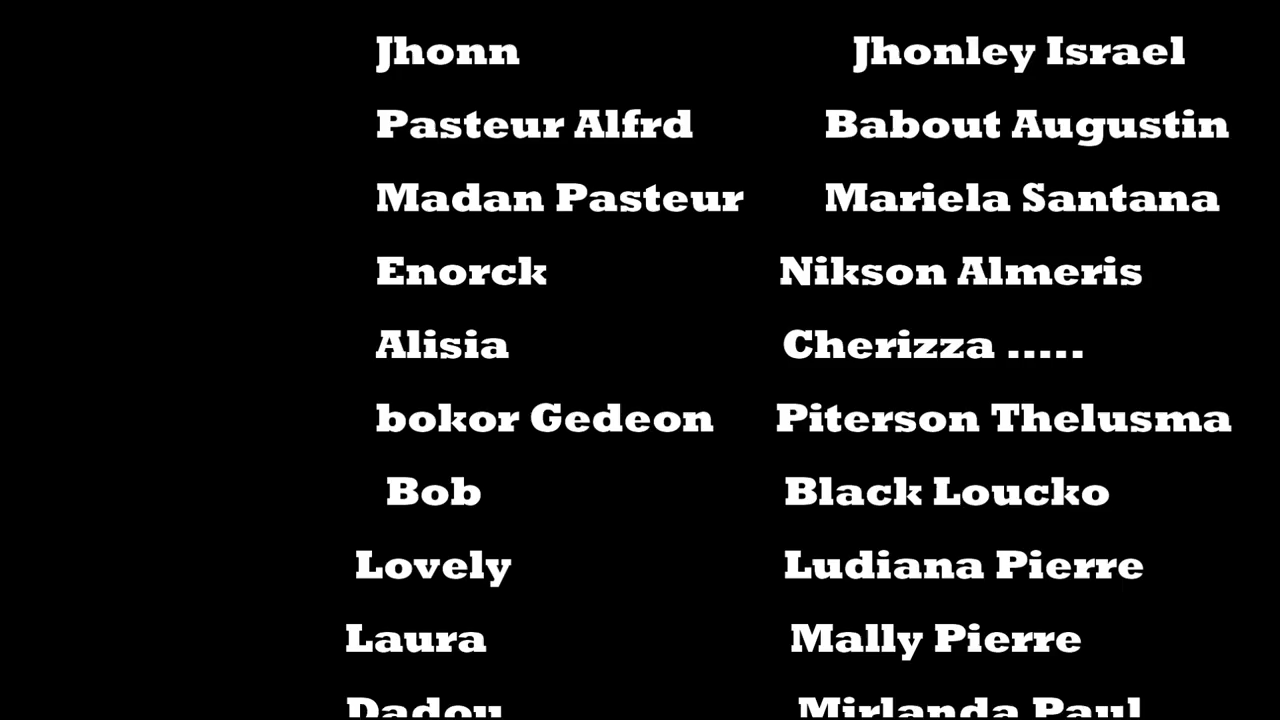 Jhonn Jhonley Israel
Pasteur Alfrd Babout Augustin
Madan Pasteur Mariela Santana
Enorck Nikson Almeris
Alisia Cherizza .....
bokor Gedeon Piterson Thelusma
Bob Black Loucko
Lovely Ludiana Pierre
Laura Mally Pierre
Dadou Mirlanda Paul